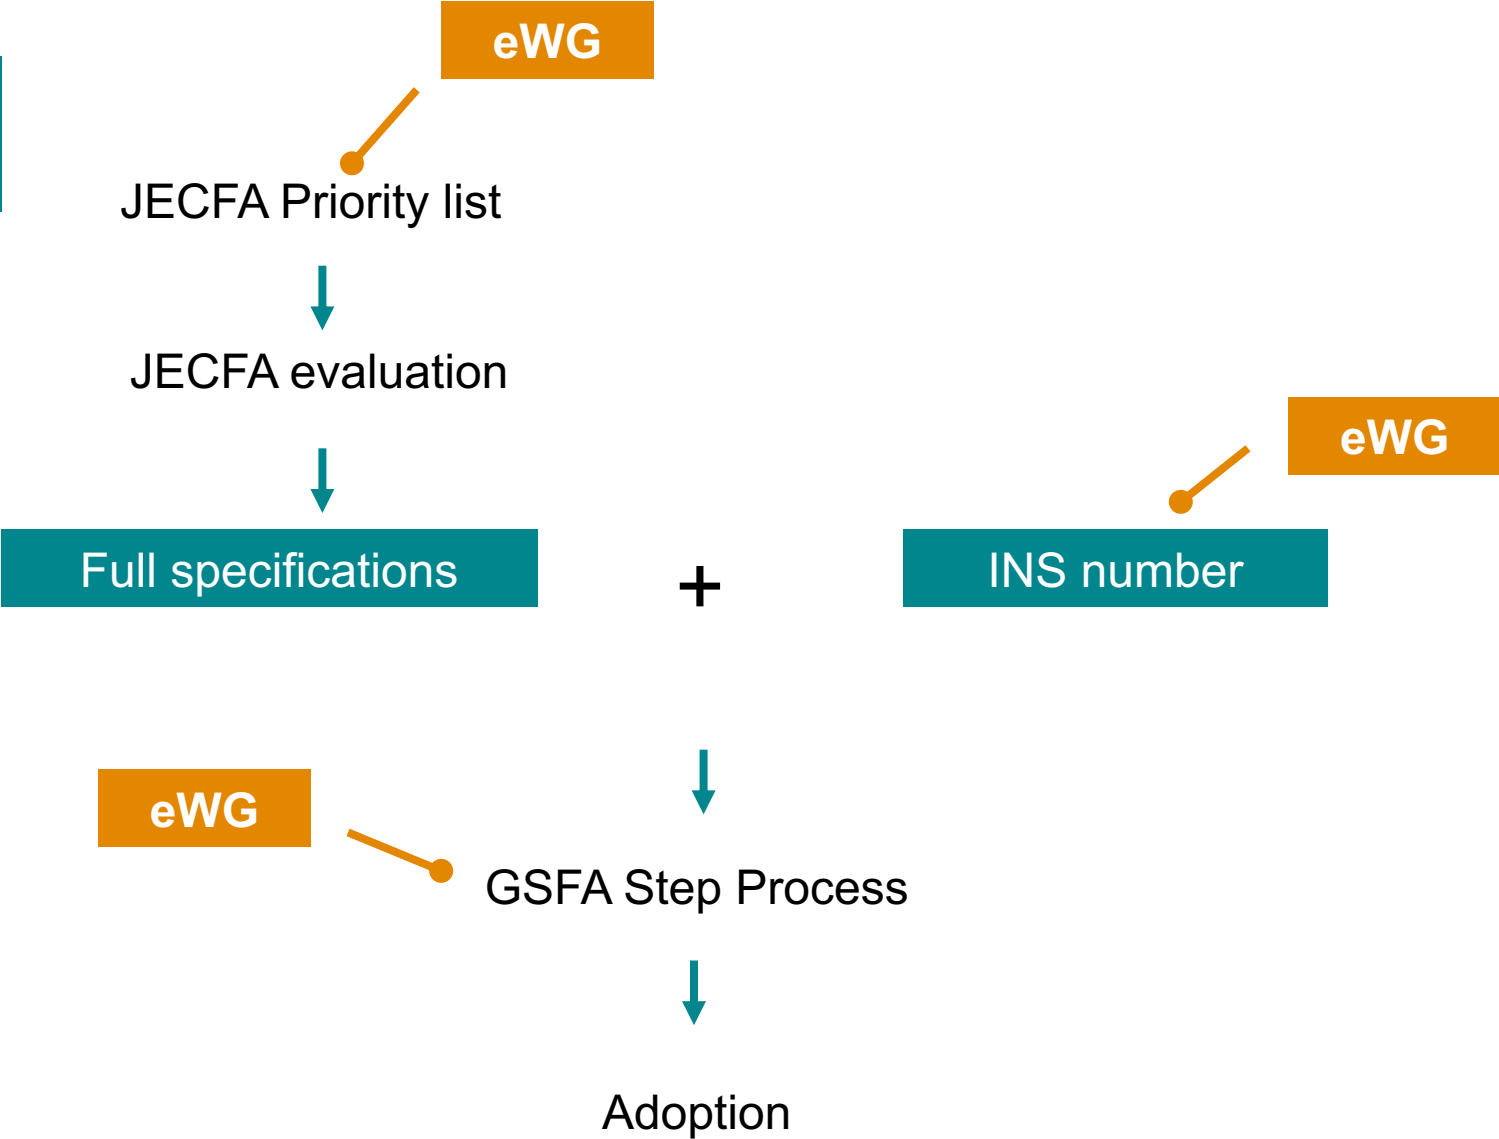 eWG
JECFA Priority list
JECFA evaluation
eWG
Full specifications
+
INS number
eWG
GSFA Step Process
Adoption